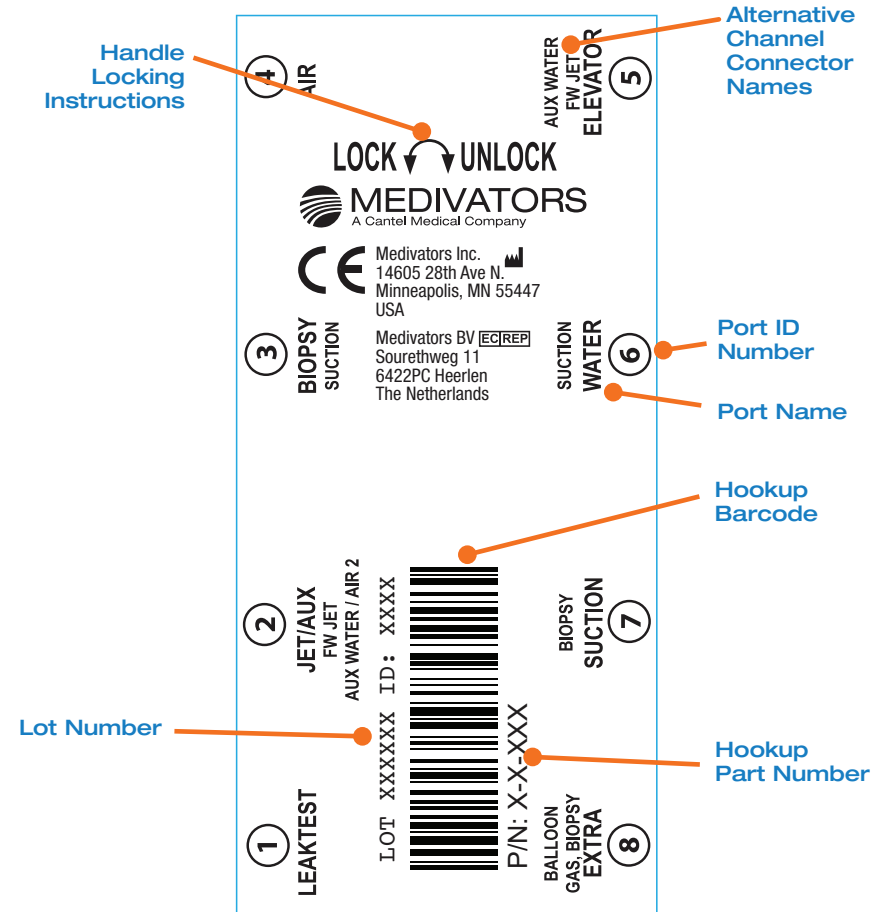 Handle
Locking
Instructions
Alternative
Channel
Connector
Names
4
AIR
AUX WATER
FW JET
ELEVATOR
5
LOCK UNLOCK
MEDIVATORS
A Cantel Medical Company
CE
Medivators Inc.
14605 28th Ave N.
Minneapolis, MN 55447
USA
Medivators BV EC REP
Sourethweg 11
6422PC Heerlen
The Netherlands
3
BIOPSY
SUCTION
SUCTION
WATER
6
Port ID
Number
Port Name
Hookup
Barcode
2
JET/AUX
FW JET
AUX WATER / AIR 2
BIOPSY
SUCTION
7
Lot Number
LOT XXXXXX ID: XXXX
P/N: X-X-XXX
Hookup
Part Number
1
LEAKTEST
BALLOON
GAS, BIOPSY
EXTRA
8